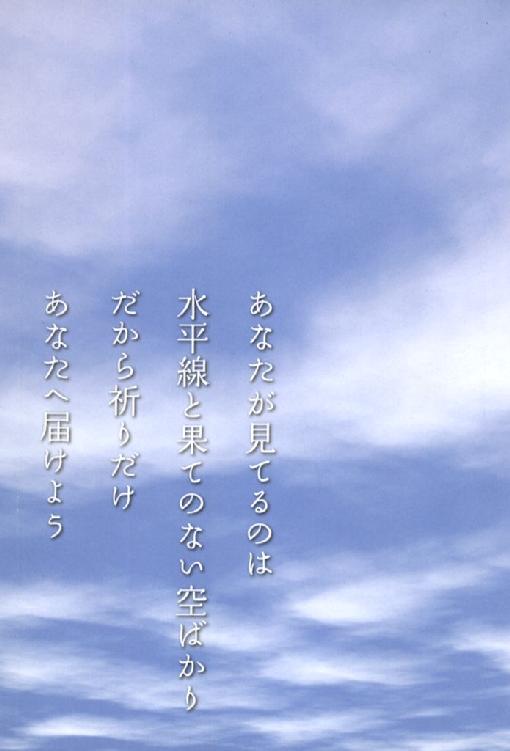 あなたが見てるのは
水平線と果てのない空ばかり
だから祈りだけ
あなたへ届けよう